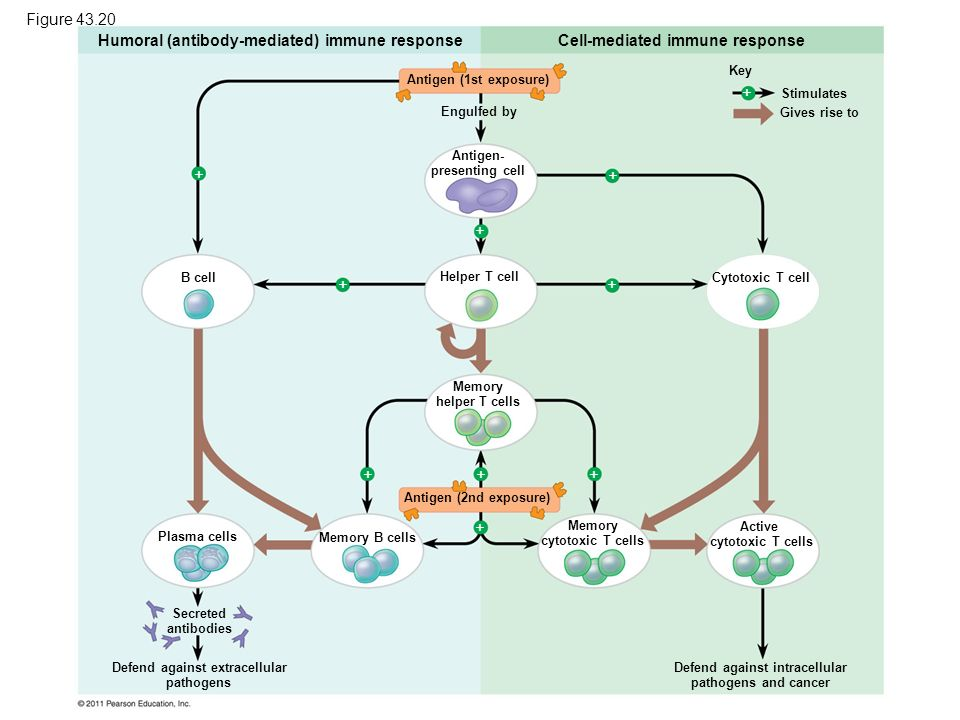 Figure 43.20
Humoral (antibody-mediated) immune response
Cell-mediated immune response
Key
Stimulates
Gives rise to
Antigen (1st exposure)
Engulfed by
Antigen-
presenting cell
B cell
Helper T cell
Cytotoxic T cell
Memory
helper T cells
Antigen (2nd exposure)
Plasma cells
Memory B cells
Memory
cytotoxic T cells
Active
cytotoxic T cells
Secreted
antibodies
Defend against extracellular
pathogens
Defend against intracellular
pathogens and cancer
© 2011 Pearson Education, Inc.
+
+
+
+
+
+
+
+
+
+